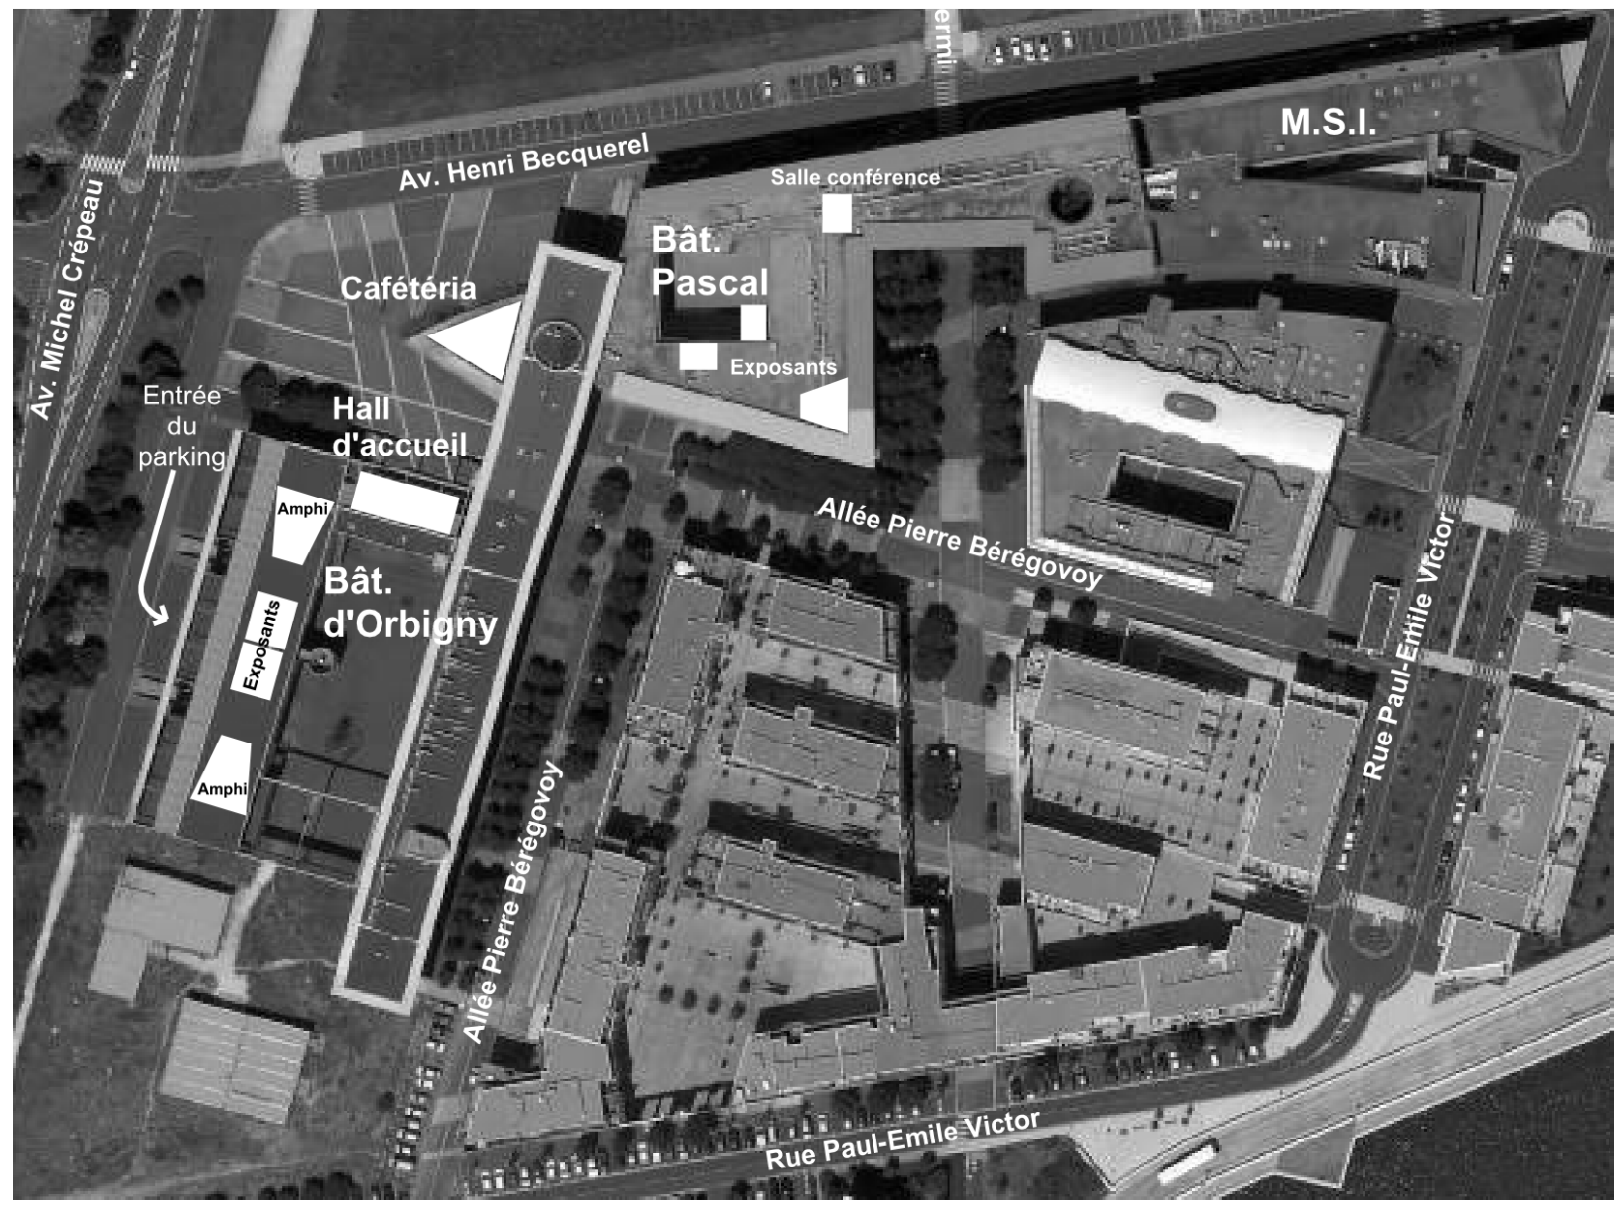 ermi
M.S.I.
Av. Henri Becquerel
Salle conférence
Av. Michel Crépeau
Bât.
Pascal
Cafétéria
Exposants
Entrée
du
parking
Hall
d'accueil
Amphi
Allée Pierre Bérégovoy
Rue Paul-Emile Victor
Bât.
d'Orbigny
Exposants
Amphi
Allée Pierre Bérégovoy
Rue Paul-Emile Victor